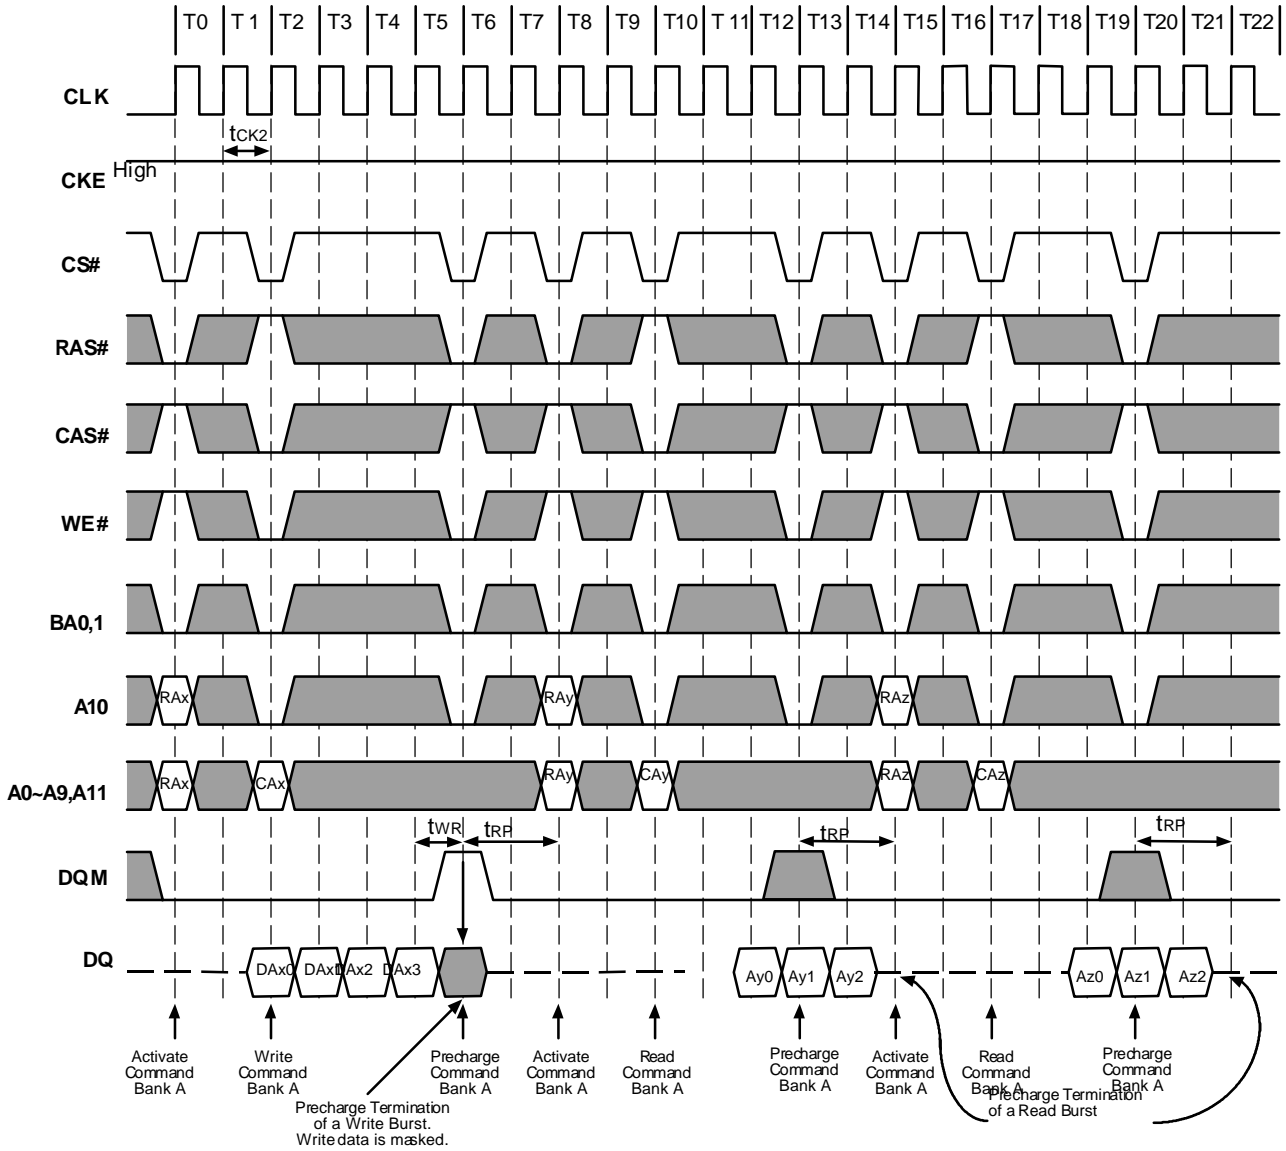 T0 T 1 T2 T3 T4 T5 T6 T7 T8 T9 T10 T 11 T12 T13 T14 T15 T16 T17 T18 T19 T20 T21 T22
CLK
tCK2
High
CKE
CS#
RAS#
CAS#
WE#
BA0,1
A10
RAx RAy RAz
A0~A9,A11
RAx CAx RAy CAy RAz CAz
tWR tRP tRP tRP
DQM
DQ
DAx0 DAx1 DAx2 DAx3 Ay0 Ay1 Ay2 Az0 Az1 Az2
Activate Command Bank A
Write Command Bank A
Precharge Command Bank A
Activate Command Bank A
Read Command Bank A
Precharge Command Bank A
Activate Command Bank A
Read Command Bank A
Precharge Command Bank A
Precharge Termination
of a Write Burst.
Write data is masked.
Precharge Termination
of a Read Burst